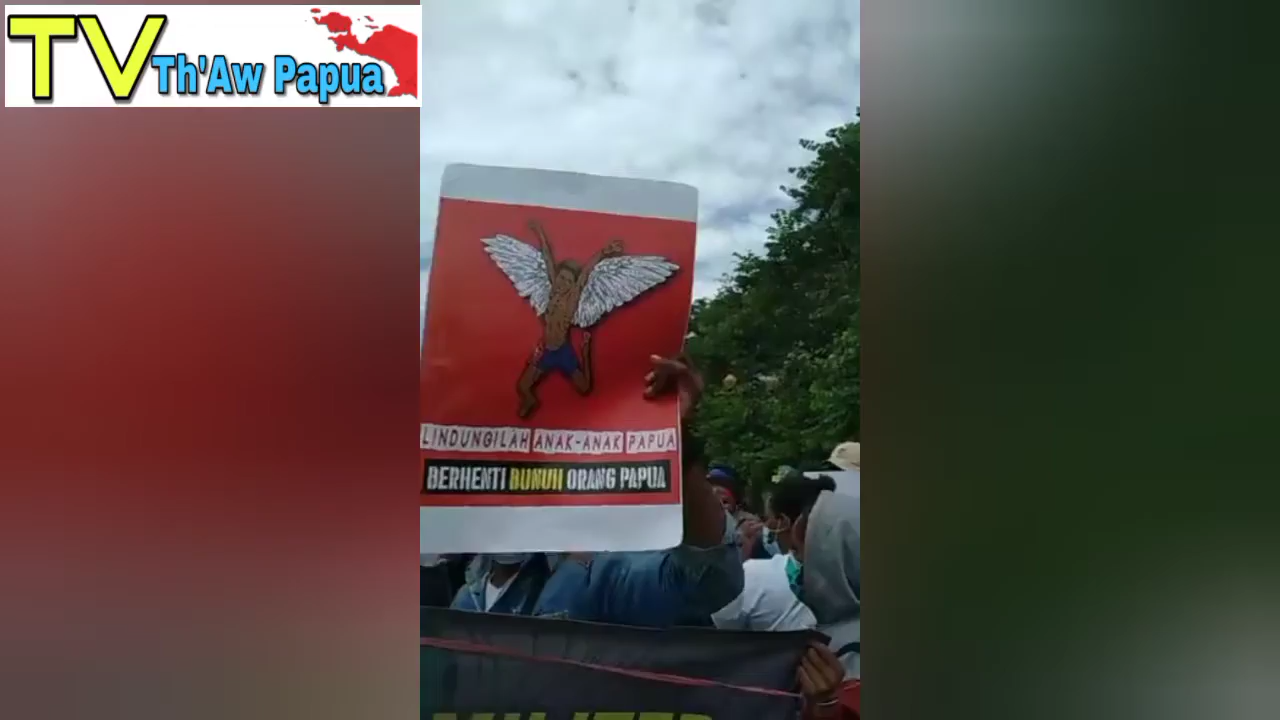 TV Th'Aw Papua
LINDUNGILAH ANAK-ANAK PAPUA
BERHENTI BUNUH ORANG PAPUA